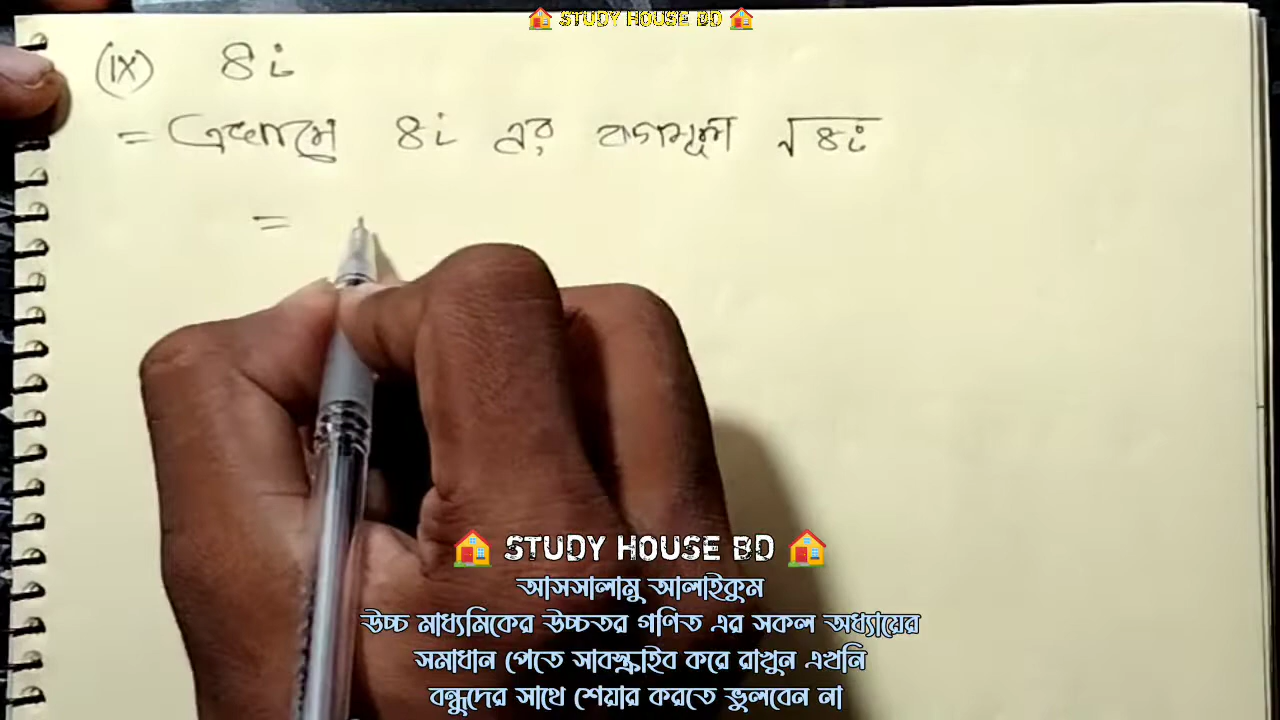 🏠 STUDY HOUSE BD 🏠
(ix) 8i
= এখানে 8i এর বর্গমূল √8i
=
🏠 STUDY HOUSE BD 🏠
আসসালামু আলাইকুম
উচ্চ মাধ্যমিকের উচ্চতর গণিত এর সকল অধ্যায়ের
সমাধান পেতে সাবস্ক্রাইব করে রাখুন এখনি
বন্ধুদের সাথে শেয়ার করতে ভুলবেন না